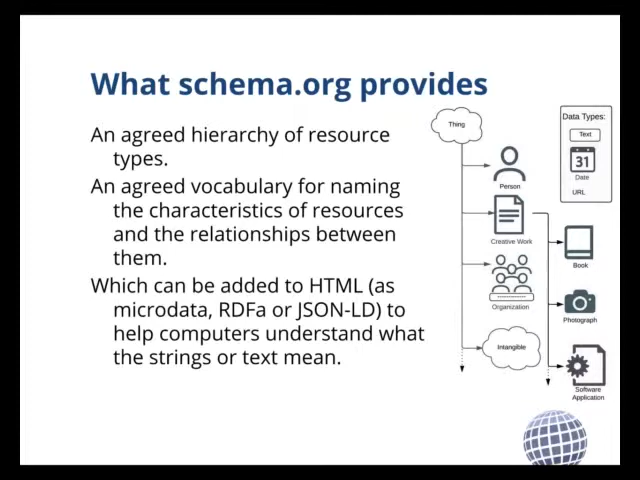 What schema.org provides
An agreed hierarchy of resource
types.
An agreed vocabulary for naming
the characteristics of resources
and the relationships between
them.
Which can be added to HTML (as
microdata, RDFa or JSON-LD) to
help computers understand what
the strings or text mean.
Thing
Person
Creative Work
Organization
Intangible
Data Types:
Text
31
Date
URL
Book
Photograph
Software
Application